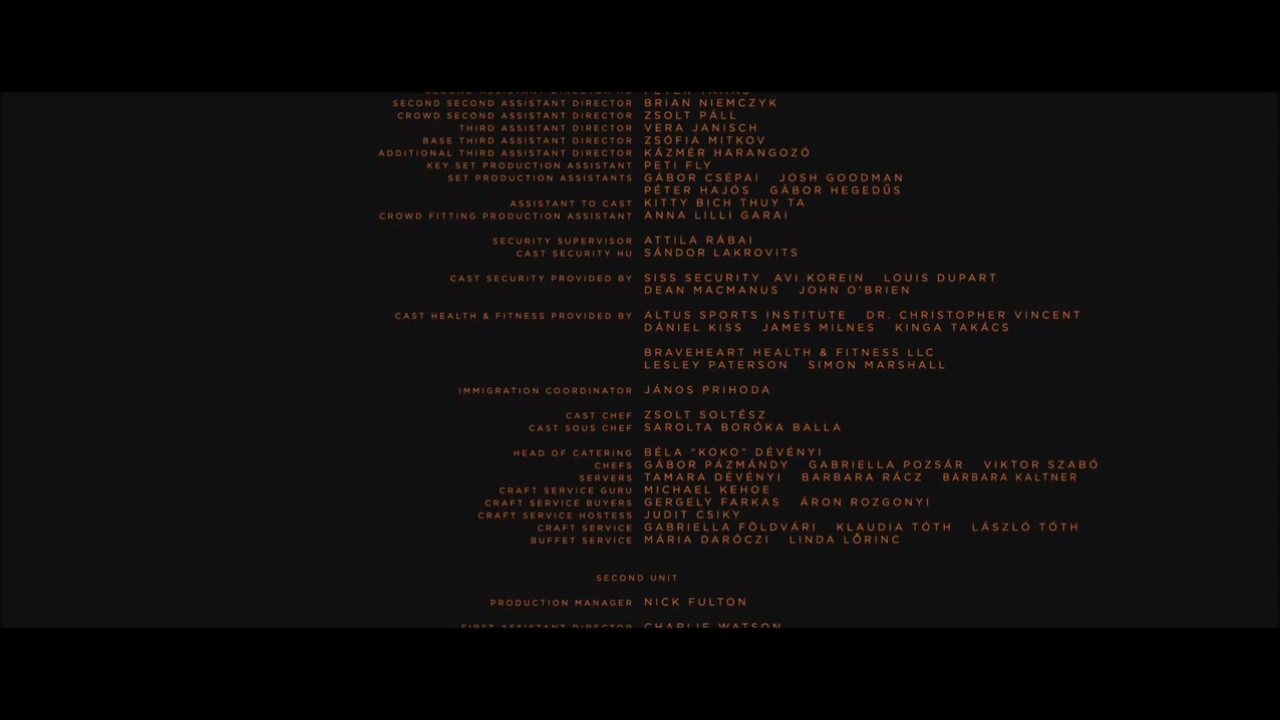 SECOND SECOND ASSISTANT DIRECTOR BRIAN NIEMCZYK
CROWD SECOND ASSISTANT DIRECTOR ZSOLT PÁLL
THIRD ASSISTANT DIRECTOR VERA JANISCH
BASE THIRD ASSISTANT DIRECTOR ZSÓFIA MITKOV
ADDITIONAL THIRD ASSISTANT DIRECTOR KÁZMÉR HARANGOZÓ
KEY SET PRODUCTION ASSISTANT PETI FLY
SET PRODUCTION ASSISTANTS GÁBOR CSÉPAI JOSH GOODMAN
PÉTER HAJÓS GÁBOR HEGEDŰS
ASSISTANT TO CAST KITTY BICH THUY TA
CROWD FITTING PRODUCTION ASSISTANT ANNA LILLI GARAI
SECURITY SUPERVISOR ATTILA RÁBAI
CAST SECURITY HU SÁNDOR LAKROVITS
CAST SECURITY PROVIDED BY SISS SECURITY AVI KOREIN LOUIS DUPART
DEAN MACMANUS JOHN O'BRIEN
CAST HEALTH & FITNESS PROVIDED BY ALTUS SPORTS INSTITUTE DR. CHRISTOPHER VINCENT
DÁNIEL KISS JAMES MILNES KINGA TAKÁCS
BRAVEHEART HEALTH & FITNESS LLC
LESLEY PATERSON SIMON MARSHALL
IMMIGRATION COORDINATOR JÁNOS PRIHODA
CAST CHEF ZSOLT SOLTÉSZ
CAST SOUS CHEF SAROLTA BORÓKA BALLA
HEAD OF CATERING BÉLA "KOKO" DÉVÉNYI
CHEFS GÁBOR PÁZMÁNDY GABRIELLA POZSÁR VIKTOR SZABÓ
SERVERS TAMARA DÉVÉNYI BARBARA RÁCZ BARBARA KALTNER
CRAFT SERVICE GURU MICHAEL KEHOE
CRAFT SERVICE BUYERS GERGELY FARKAS ÁRON ROZGONYI
CRAFT SERVICE HOSTESS JUDIT CSIKY
CRAFT SERVICE GABRIELLA FÖLDVÁRI KLAUDIA TÓTH LÁSZLÓ TÓTH
BUFFET SERVICE MÁRIA DARÓCZI LINDA LŐRINC
SECOND UNIT
PRODUCTION MANAGER NICK FULTON
FIRST ASSISTANT DIRECTOR CHARLIE WATSON